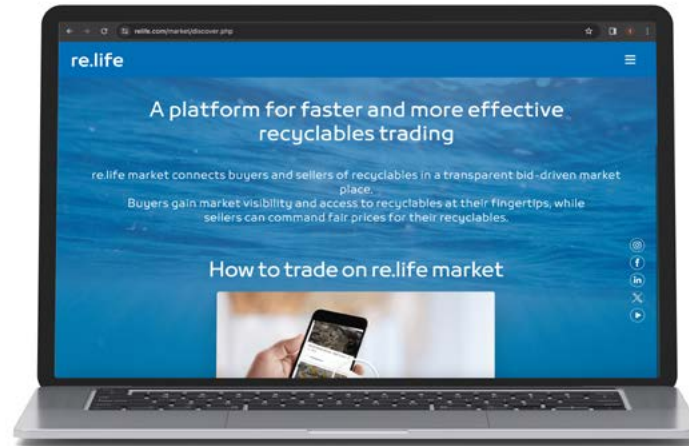 relife.com/market/discover.php
re.life
A platform for faster and more effective
recyclables trading
re.life market connects buyers and sellers of recyclables in a transparent bid-driven market
place.
Buyers gain market visibility and access to recyclables at their fingertips, while
sellers can command fair prices for their recyclables.
How to trade on re.life market